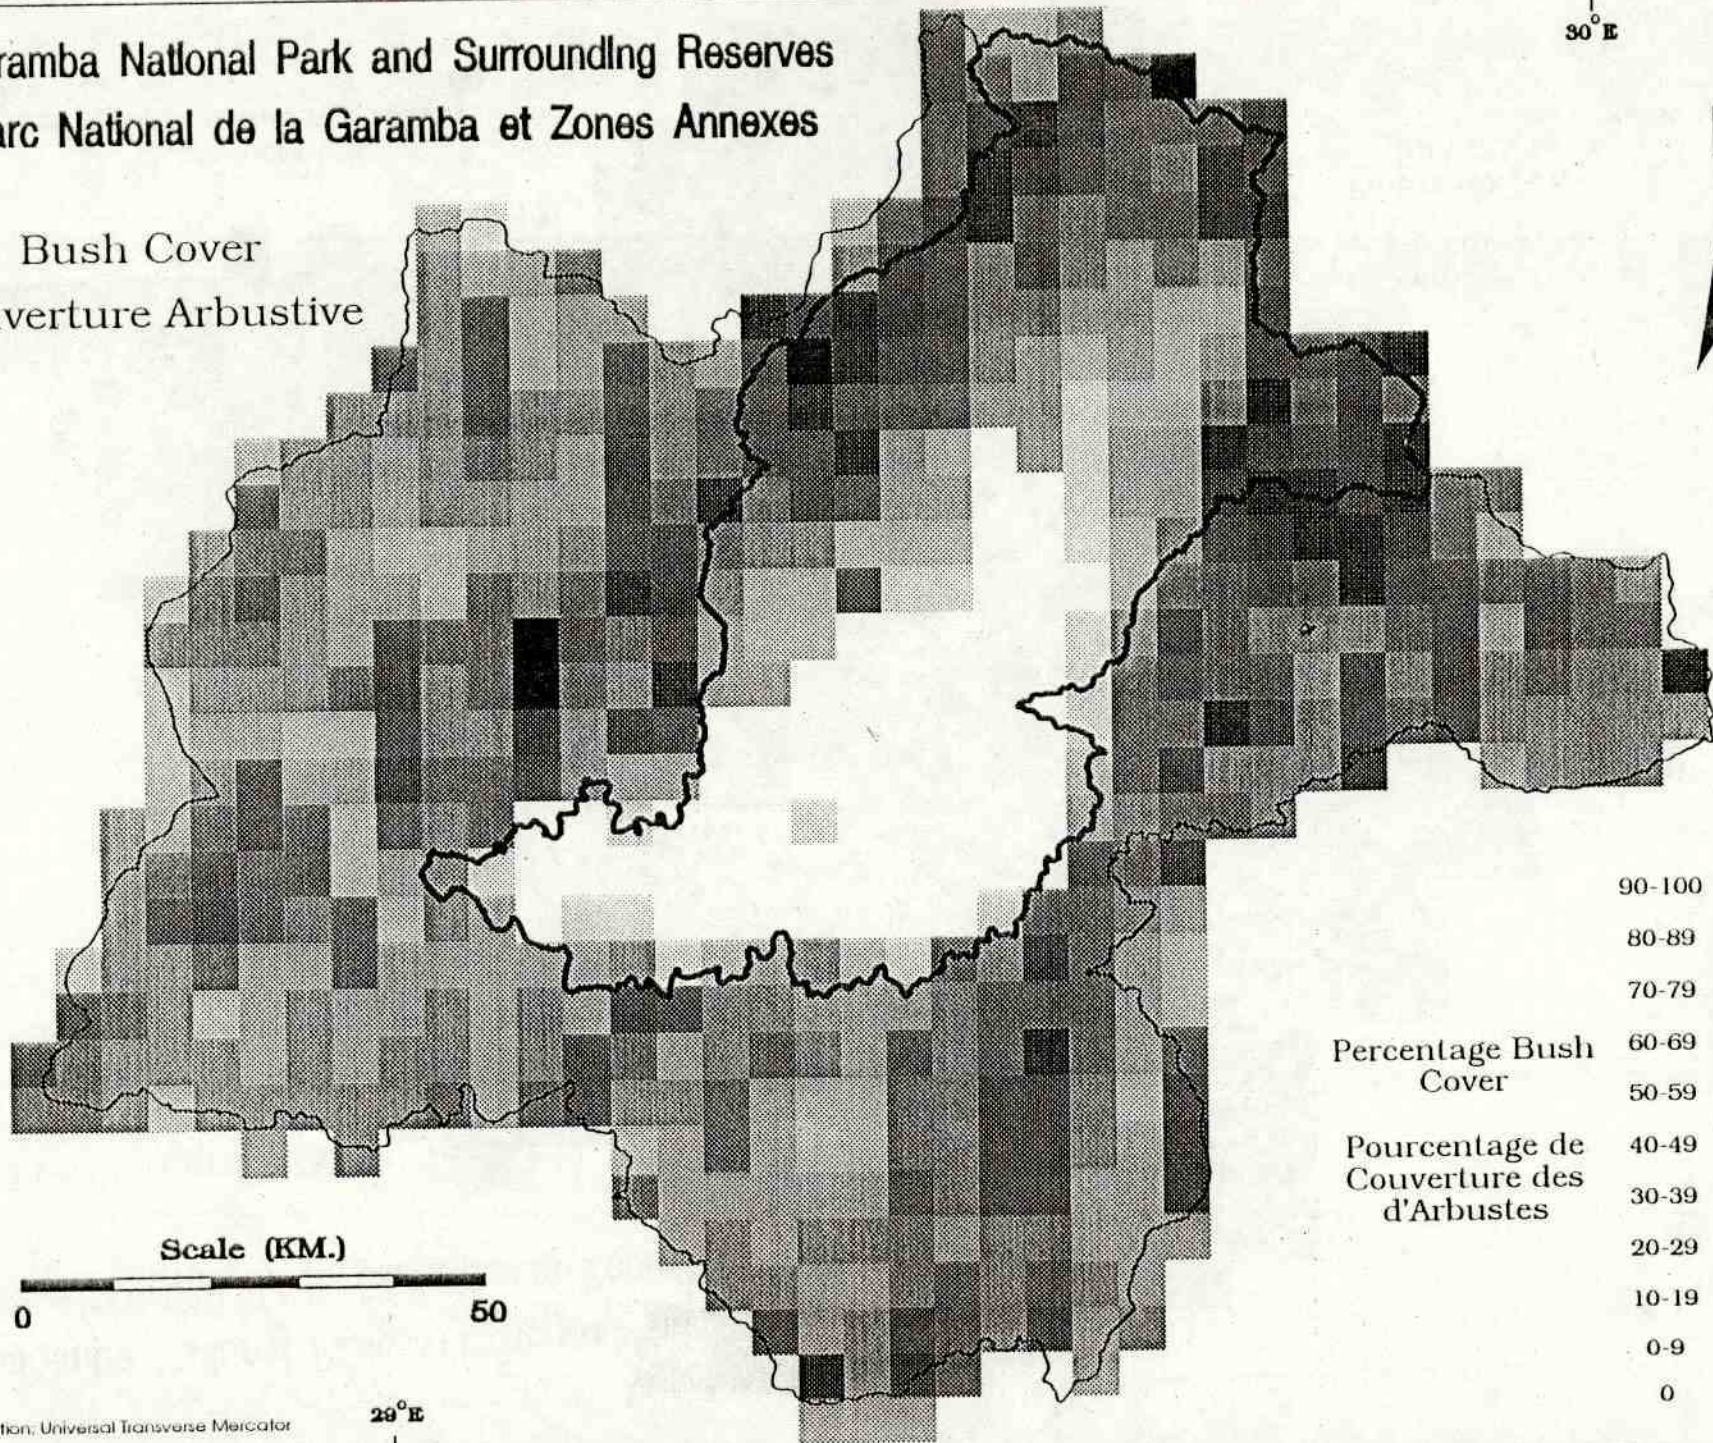 ramba National Park and Surrounding Reserves
arc National de la Garamba et Zones Annexes
Bush Cover
verture Arbustive
30°E
90-100
80-89
70-79
60-69
50-59
40-49
30-39
20-29
10-19
0-9
0
Percentage Bush
Cover
Pourcentage de
Couverture des
d'Arbustes
Scale (KM.)
0 50
29°E
tion: Universal Transverse Mercator